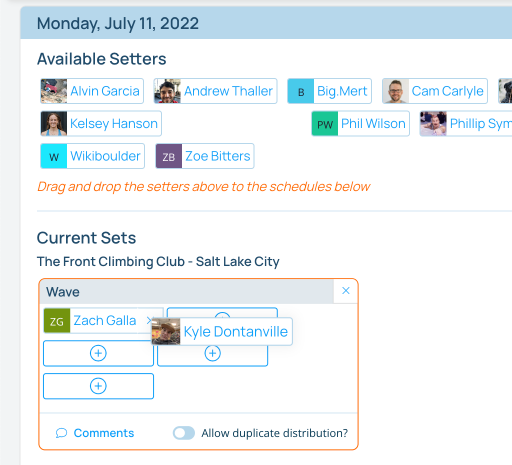 Monday, July 11, 2022
Available Setters
Alvin Garcia Andrew Thaller B Big.Mert Cam Carlyle
Kelsey Hanson PW Phil Wilson Phillip Sym
W Wikiboulder ZB Zoe Bitters
Drag and drop the setters above to the schedules below
Current Sets
The Front Climbing Club - Salt Lake City
Wave
ZG Zach Galla
Kyle Dontanville
Comments Allow duplicate distribution?